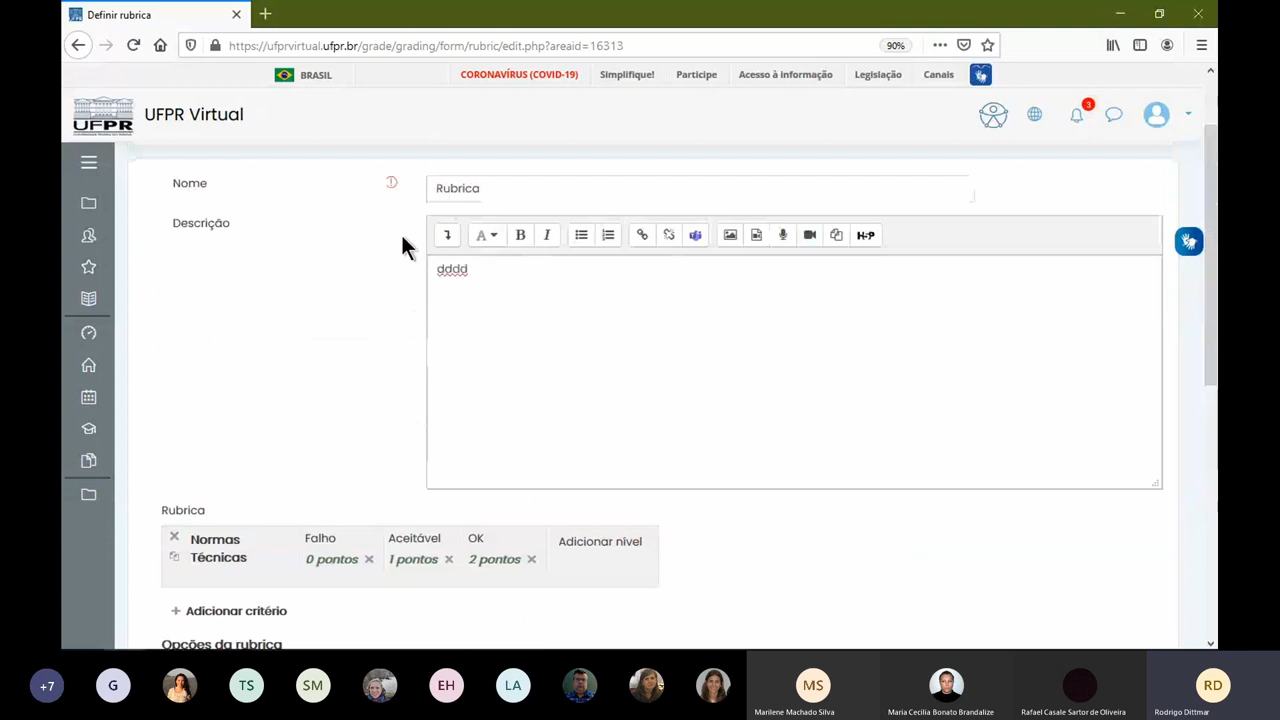 Definir rubrica
https://ufprvirtual.ufpr.br/grade/grading/form/rubric/edit.php?areaid=16313
90%
BRASIL
CORONAVÍRUS (COVID-19)
Simplifique!
Participe
Acesso à informação
Legislação
Canais
UFPR
UFPR Virtual
3
Nome
Rubrica
Descrição
A
B
I
H-P
dddd
Rubrica
Normas Técnicas
Falho
0 pontos
Aceitável
1 pontos
OK
2 pontos
Adicionar nivel
+ Adicionar critério
Opções da rubrica
+7
G
TS
SM
EH
LA
MS
RD
Marilene Machado Silva
Maria Cecilia Bonato Brandalize
Rafael Casale Sartor de Oliveira
Rodrigo Dittmar